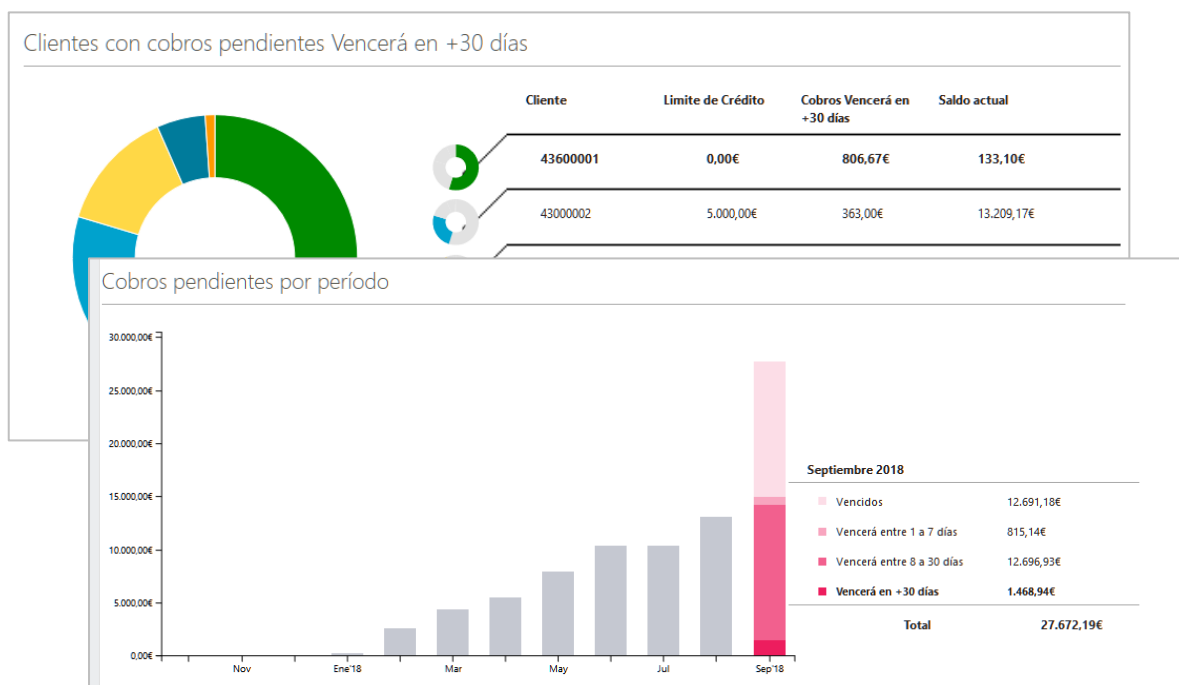 Clientes con cobros pendientes Vencerá en +30 días
Cliente Limite de Crédito Cobros Vencerá en +30 días Saldo actual
43600001 0,00€ 806,67€ 133,10€
43000002 5.000,00€ 363,00€ 13.209,17€
Cobros pendientes por período
30.000,00€
25.000,00€
20.000,00€
15.000,00€
10.000,00€
5.000,00€
0,00€
Nov Ene'18 Mar May Jul Sep'18
Septiembre 2018
Vencidos 12.691,18€
Vencerá entre 1 a 7 días 815,14€
Vencerá entre 8 a 30 días 12.696,93€
Vencerá en +30 días 1.468,94€
Total 27.672,19€